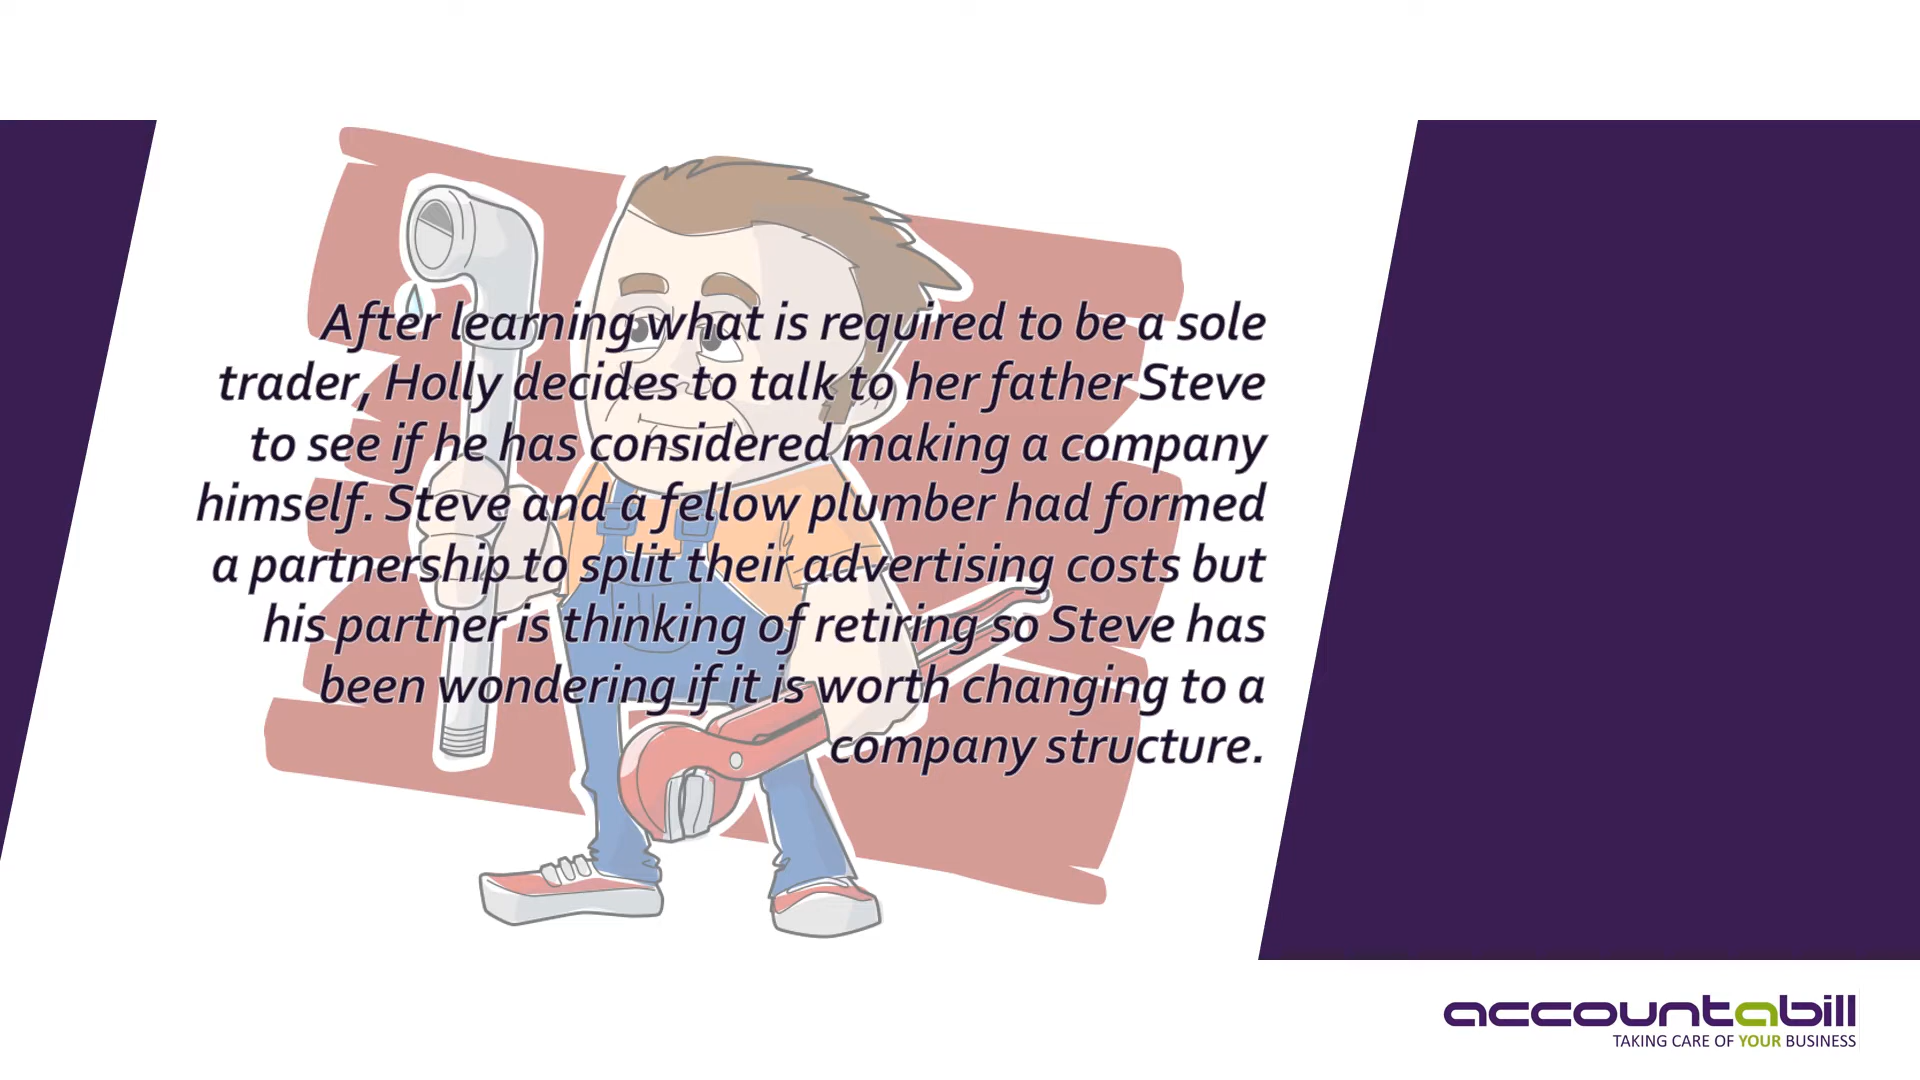 After learning what is required to be a sole
trader, Holly decides to talk to her father Steve
to see if he has considered making a company
himself. Steve and a fellow plumber had formed
a partnership to split their advertising costs but
his partner is thinking of retiring so Steve has
been wondering if it is worth changing to a
company structure.
accountabill
TAKING CARE OF YOUR BUSINESS